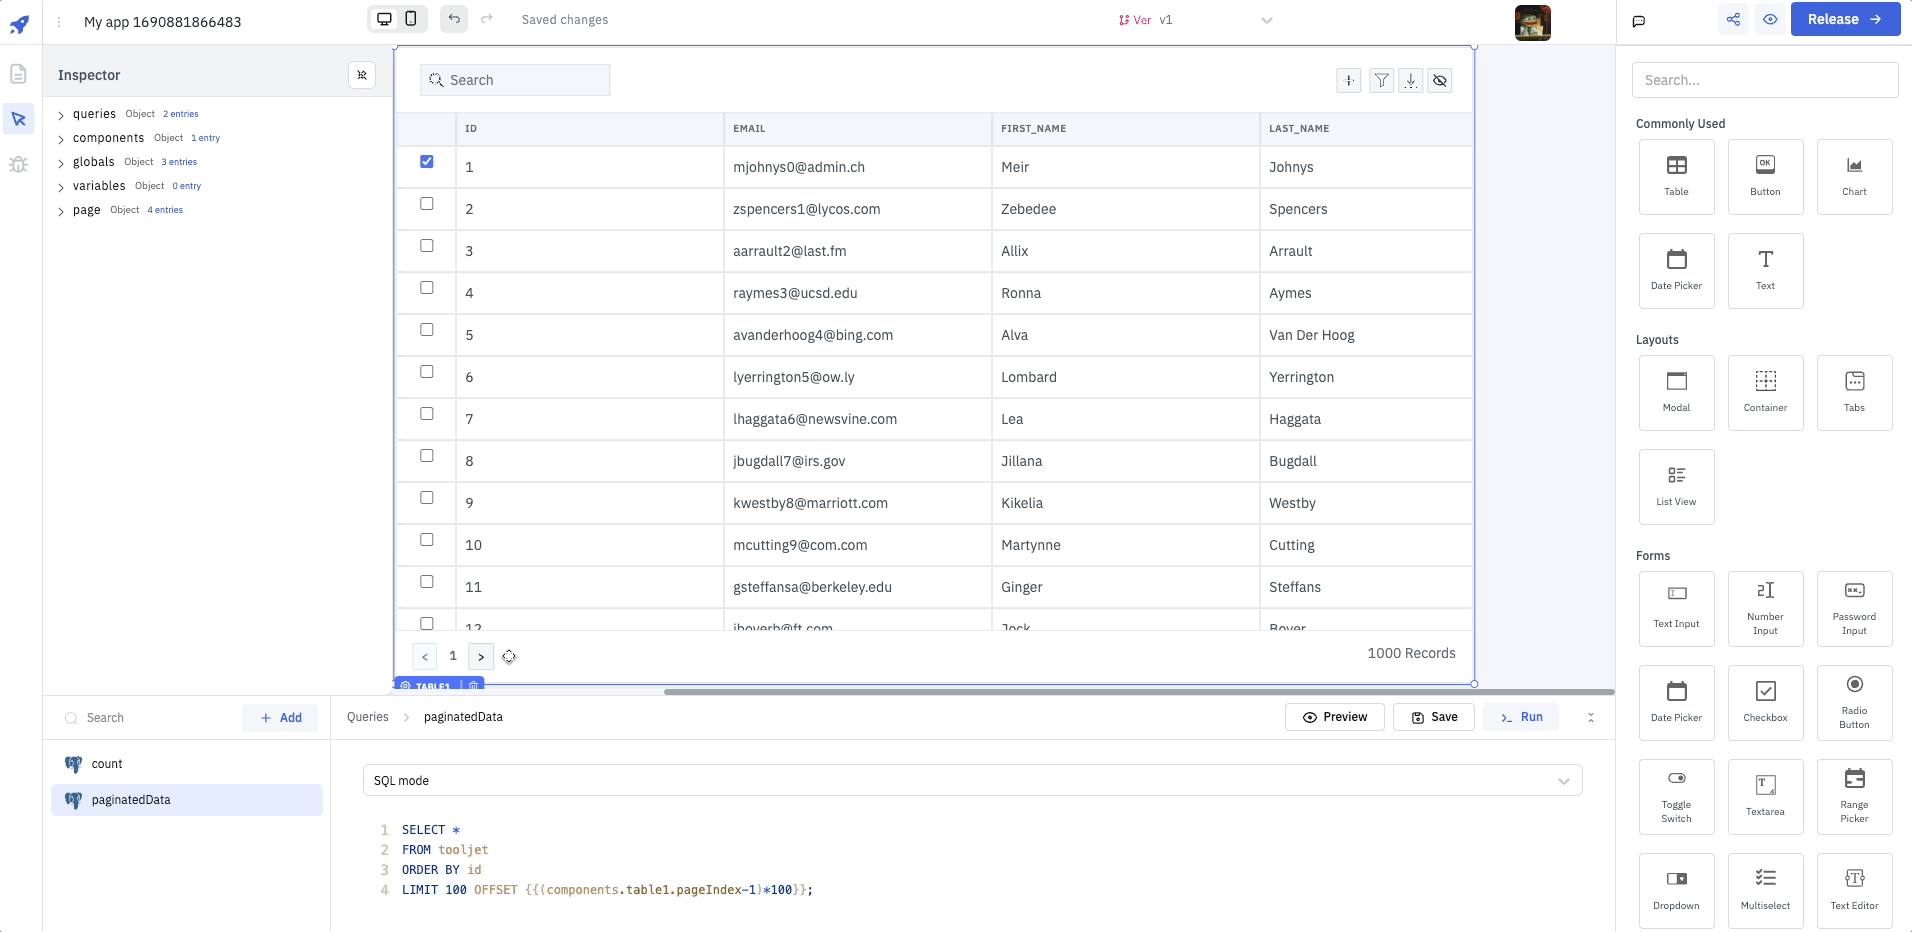 My app 1690881866483
Saved changes
Ver v1
Release
Inspector
queries Object 2 entries
components Object 1 entry
globals Object 3 entries
variables Object 0 entry
page Object 4 entries
Search
ID EMAIL FIRST_NAME LAST_NAME
1 mjohnys0@admin.ch Meir Johnys
2 zspencers1@lycos.com Zebedee Spencers
3 aarrault2@last.fm Allix Arrault
4 raymes3@ucsd.edu Ronna Aymes
5 avanderhoog4@bing.com Alva Van Der Hoog
6 lyerrington5@ow.ly Lombard Yerrington
7 lhaggata6@newsvine.com Lea Haggata
8 jbugdall7@irs.gov Jillana Bugdall
9 kwestby8@marriott.com Kikelia Westby
10 mcutting9@com.com Martynne Cutting
11 gsteffansa@berkeley.edu Ginger Steffans
12
< 1 >
1000 Records
TABLE1
Search
+ Add
count
paginatedData
Queries > paginatedData
Preview
Save
Run
SQL mode
1 SELECT *
2 FROM tooljet
3 ORDER BY id
4 LIMIT 100 OFFSET {{(components.table1.pageIndex-1)*100}};
Search...
Commonly Used
Table
OK
Button
Chart
Date Picker
Text
Layouts
Modal
Container
Tabs
List View
Forms
Text Input
Number
Input
Password
Input
Date Picker
Checkbox
Radio
Button
Toggle
Switch
Textarea
Range
Picker
Dropdown
Multiselect
Text Editor